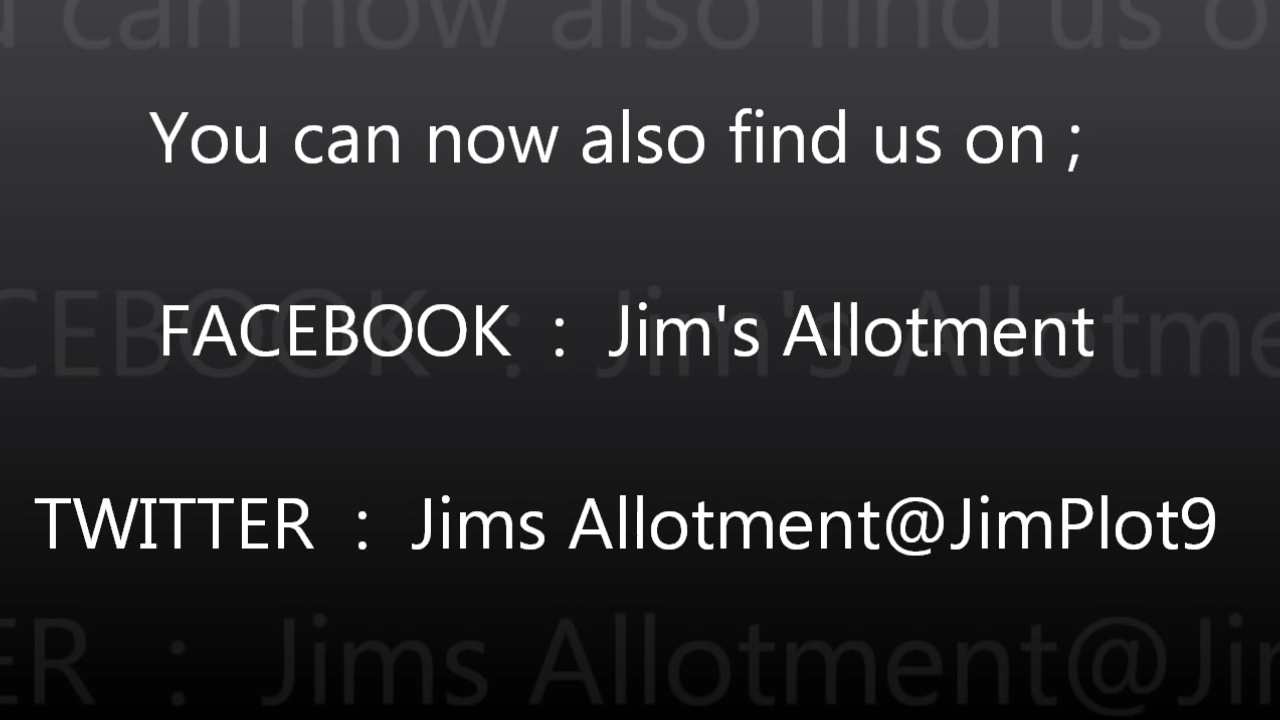 You can now also find us on ;
FACEBOOK : Jim's Allotment
TWITTER : Jims Allotment@JimPlot9